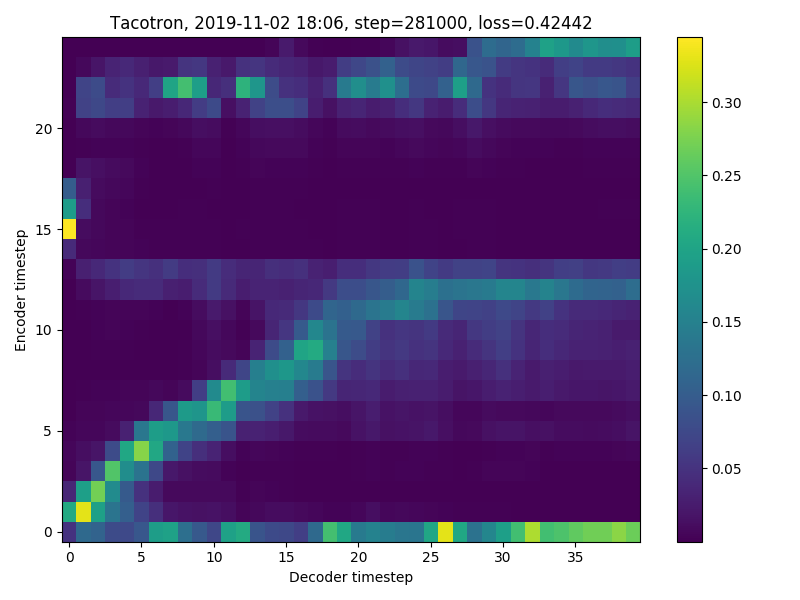 Tacotron, 2019-11-02 18:06, step=281000, loss=0.42442
Encoder timestep
20
15
10
5
0
0 5 10 15 20 25 30 35
Decoder timestep
0.30
0.25
0.20
0.15
0.10
0.05